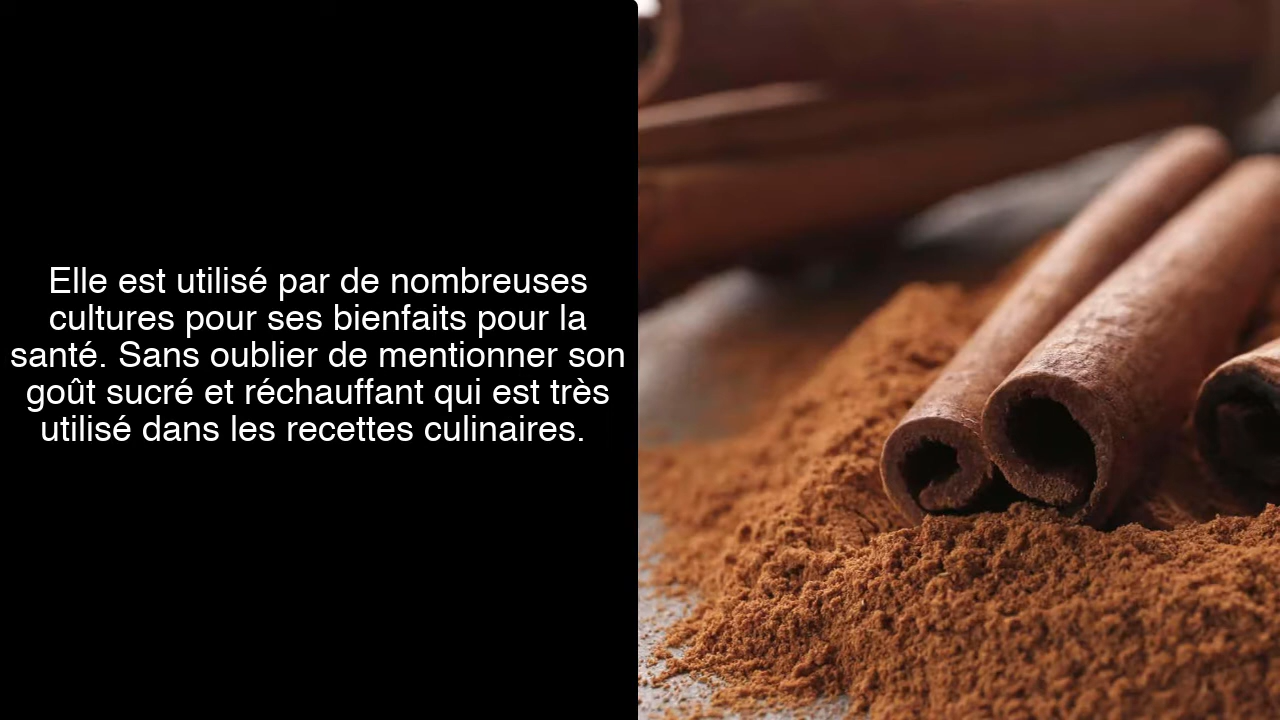 Elle est utilisé par de nombreuses
cultures pour ses bienfaits pour la
santé. Sans oublier de mentionner son
goût sucré et réchauffant qui est très
utilisé dans les recettes culinaires.